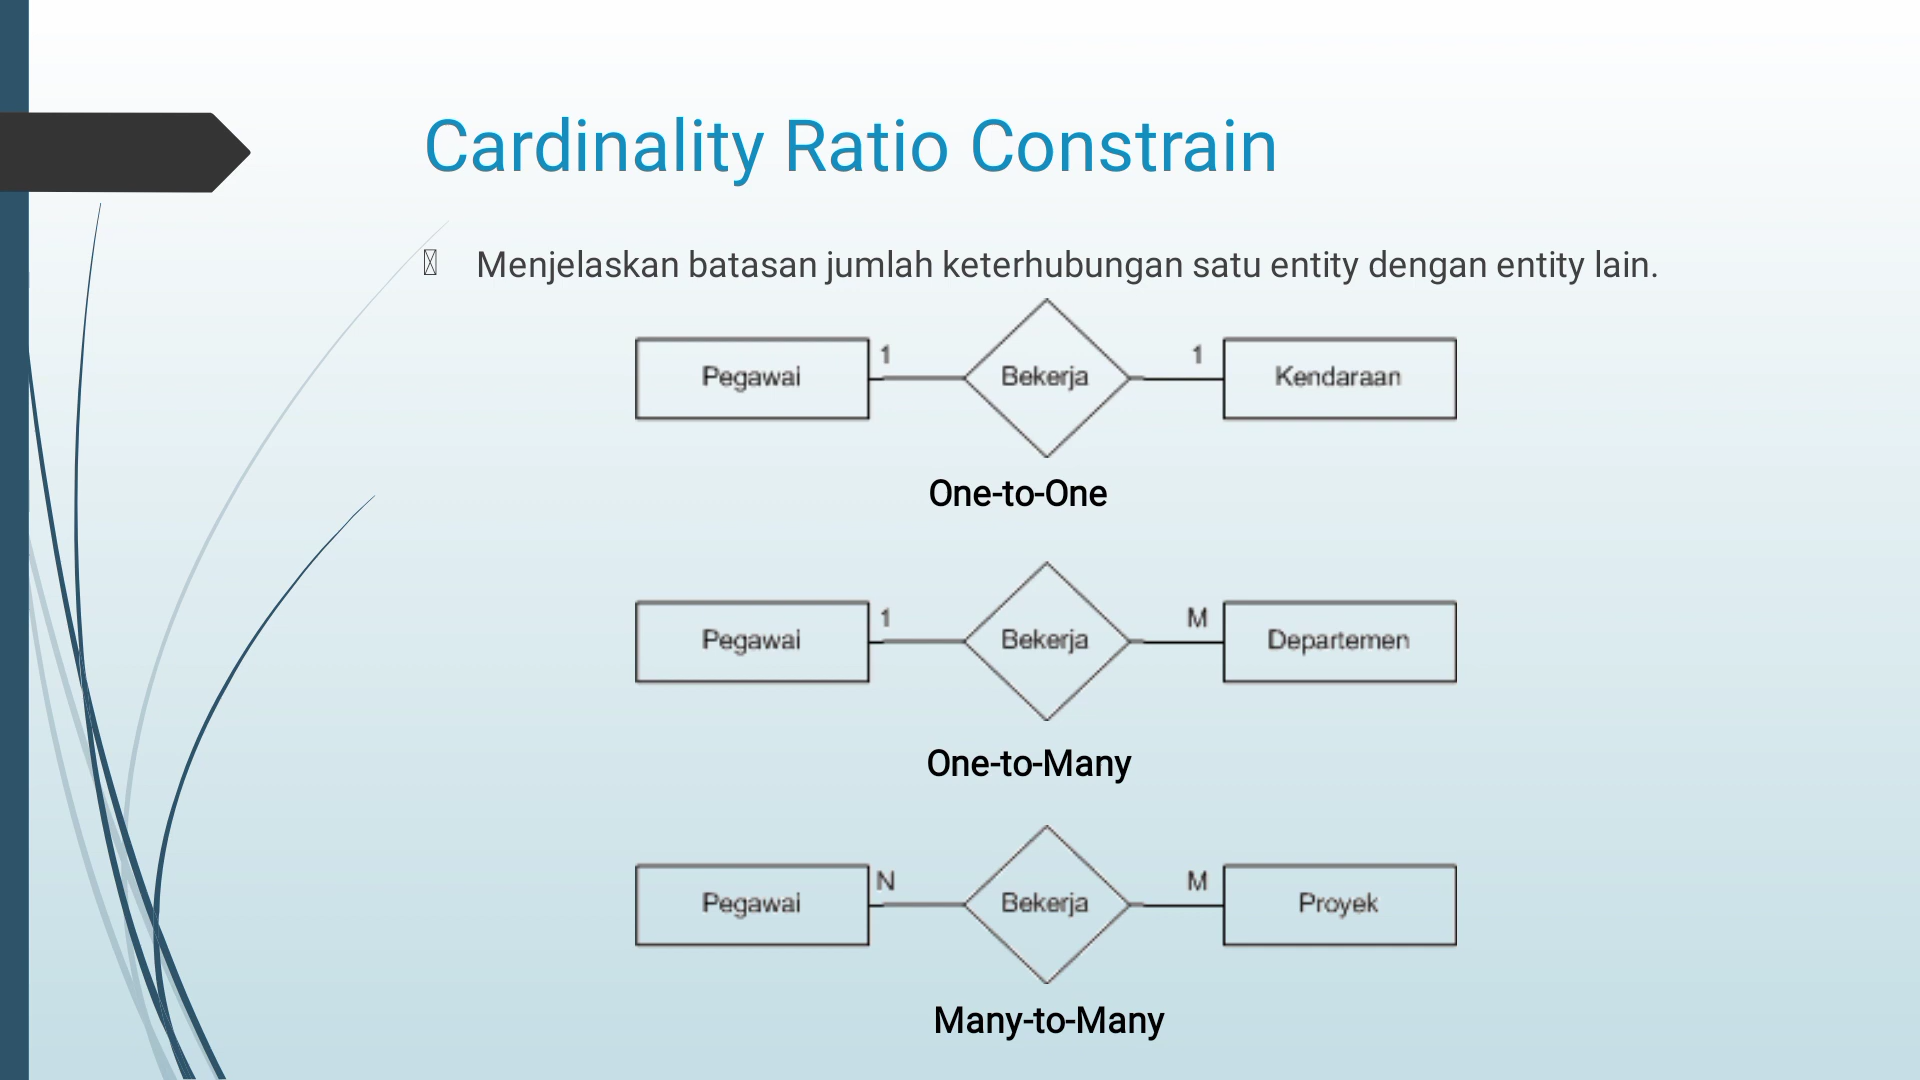 Cardinality Ratio Constrain
Menjelaskan batasan jumlah keterhubungan satu entity dengan entity lain.
Pegawai 1 Bekerja 1 Kendaraan
One-to-One
Pegawai 1 Bekerja M Departemen
One-to-Many
Pegawai N Bekerja M Proyek
Many-to-Many